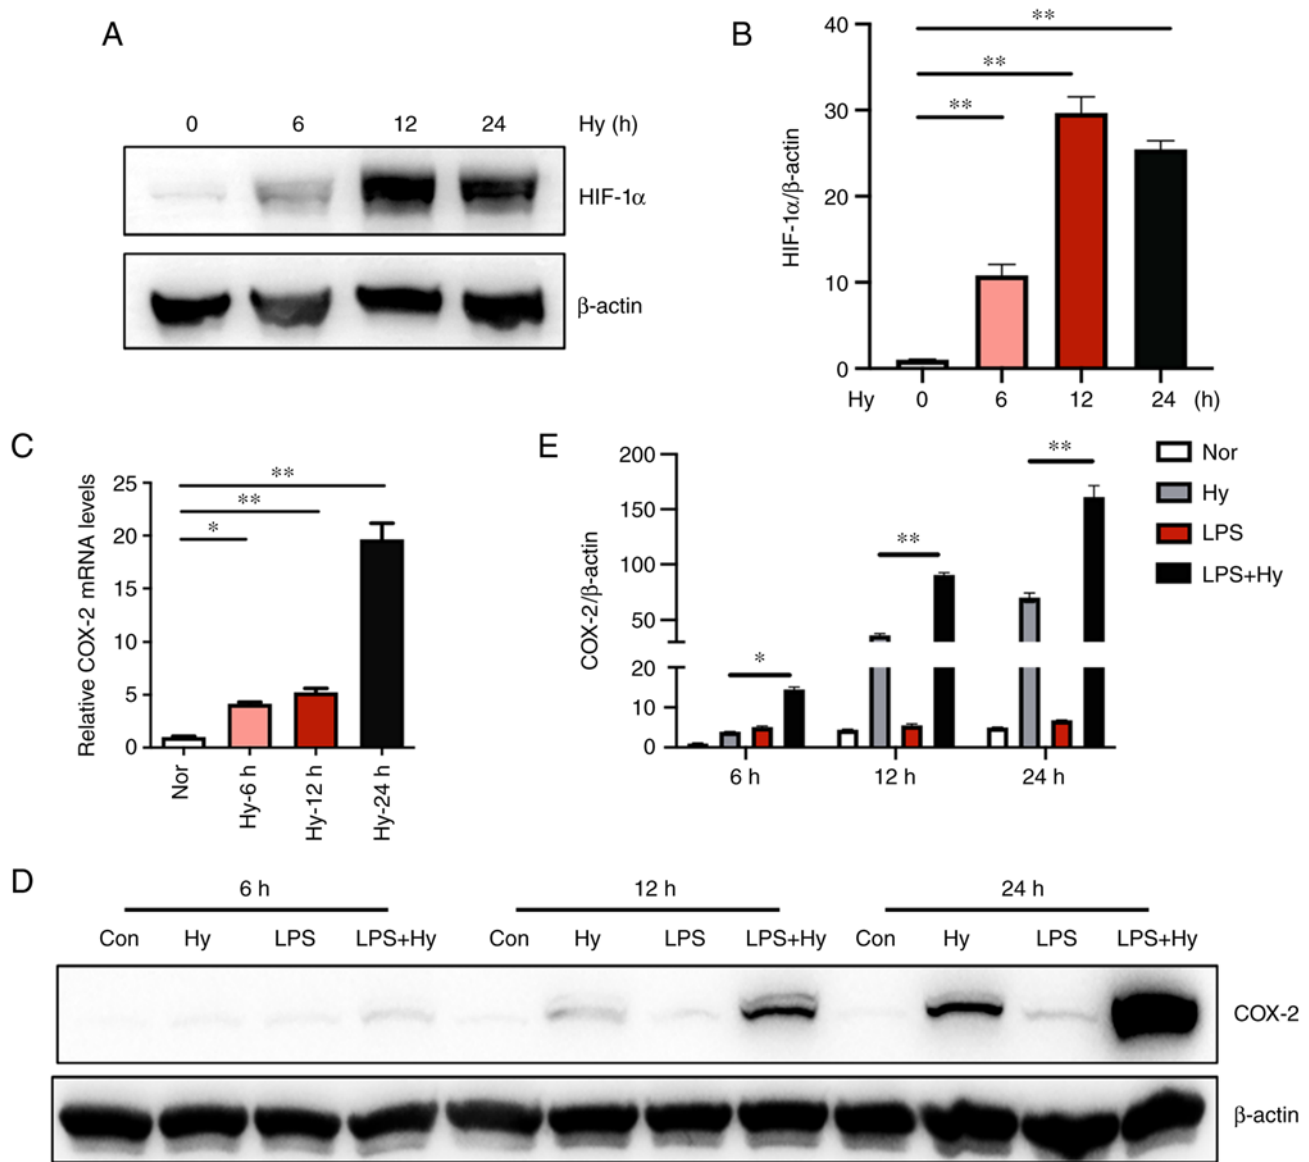 A
0 6 12 24 Hy (h)
HIF-1α
β-actin
B
HIF-1α/β-actin
40
30
20
10
0
**
**
**
Hy 0 6 12 24 (h)
C
Relative COX-2 mRNA levels
25
20
15
10
5
0
**
**
*
Nor
Hy-6 h
Hy-12 h
Hy-24 h
E
COX-2/β-actin
200
150
100
50
20
10
0
*
**
**
6 h 12 h 24 h
Nor
Hy
LPS
LPS+Hy
D
6 h 12 h 24 h
Con Hy LPS LPS+Hy Con Hy LPS LPS+Hy Con Hy LPS LPS+Hy
COX-2
β-actin